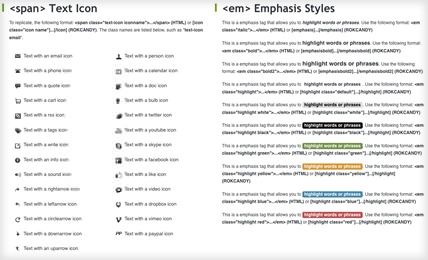 <span> Text Icon
To replicate, follow the format: <span class="text-icon iconname">...</span> (HTML) or [icon
class="icon name"]...[/icon] (ROKCANDY). The class names are listed below, such as "text-icon
email".
Text with an email icon
Text with a phone icon
Text with a quote icon
Text with a cart icon
Text with a rss icon
Text with a tags icon
Text with a write icon
Text with an info icon
Text with a sound icon
Text with a rightarrow icon
Text with a leftarrow icon
Text with a circlearrow icon
Text with a downarrow icon
Text with an uparrow icon
Text with a person icon
Text with a calendar icon
Text with a doc icon
Text with a bulb icon
Text with a twitter icon
Text with a youtube icon
Text with a skype icon
Text with a facebook icon
Text with a like icon
Text with a video icon
Text with a dropbox icon
Text with a vimeo icon
Text with a paypal icon
<em> Emphasis Styles
This is a emphasis tag that allows you to highlight words or phrases. Use the following format: <em
class="italic">...</em> (HTML) or [emphasis]...[/emphasis] (ROKCANDY)
This is a emphasis tag that allows you to highlight words or phrases. Use the following format: <em
class="bold">...</em> (HTML) or [emphasisbold]...[/emphasisbold] (ROKCANDY)
This is a emphasis tag that allows you to highlight words or phrases. Use the following
format: <em class="bold2">...</em> (HTML) or [emphasisbold2]...[/emphasisbold2] (ROKCANDY)
This is a emphasis tag that allows you to highlight words or phrases . Use the following format: <em
class="highlight">...</em> (HTML) or [highlight class="default"]...[/highlight] (ROKCANDY)
This is a emphasis tag that allows you to highlight words or phrases . Use the following format: <em
class="highlight white">...</em> (HTML) or [highlight class="white"]...[/highlight] (ROKCANDY)
This is a emphasis tag that allows you to highlight words or phrases . Use the following format: <em
class="highlight black">...</em> (HTML) or [highlight class="black"]...[/highlight] (ROKCANDY)
This is a emphasis tag that allows you to highlight words or phrases . Use the following format: <em
class="highlight green">...</em> (HTML) or [highlight class="green"]...[/highlight] (ROKCANDY)
This is a emphasis tag that allows you to highlight words or phrases . Use the following format: <em
class="highlight yellow">...</em> (HTML) or [highlight class="yellow"]...[/highlight]
(ROKCANDY)
This is a emphasis tag that allows you to highlight words or phrases . Use the following format: <em
class="highlight blue">...</em> (HTML) or [highlight class="blue"]...[/highlight] (ROKCANDY)
This is a emphasis tag that allows you to highlight words or phrases . Use the following format: <em
class="highlight red">...</em> (HTML) or [highlight class="red"]...[/highlight] (ROKCANDY)